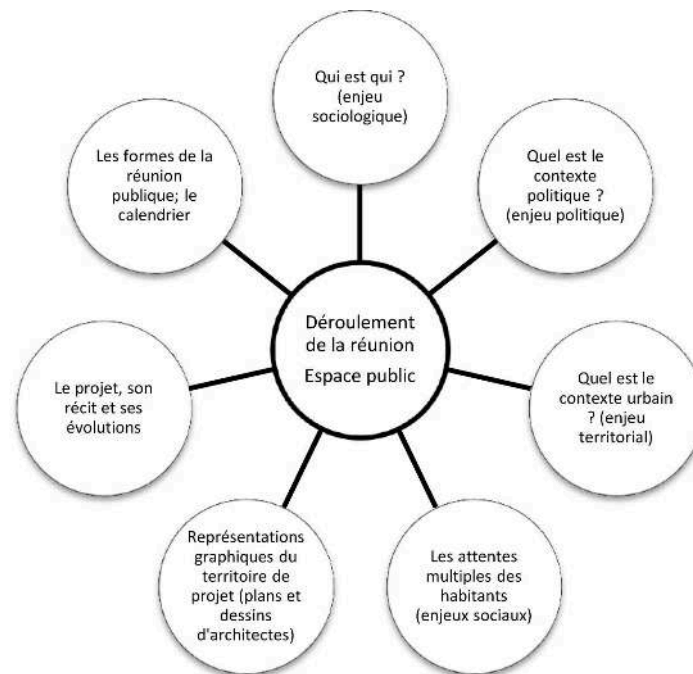 Qui est qui ?
(enjeu
sociologique)
Les formes de la
réunion
publique; le
calendrier
Quel est le
contexte
politique ?
(enjeu politique)
Déroulement
de la réunion
Espace public
Le projet, son
récit et ses
évolutions
Quel est le
contexte urbain
? (enjeu
territorial)
Représentations
graphiques du
territoire de
projet (plans et
dessins
d'architectes)
Les attentes
multiples des
habitants
(enjeux sociaux)